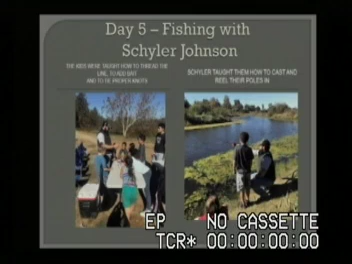 Day 5 – Fishing with
Schyler Johnson
THE KIDS WERE TAUGHT HOW TO THREAD THE
LINE, TO ADD BAIT
AND TO TIE PROPER KNOTS
SCHYLER TAUGHT THEM HOW TO CAST AND
REEL THEIR POLES IN
EP NO CASSETTE
TCR* 00:00:00:00